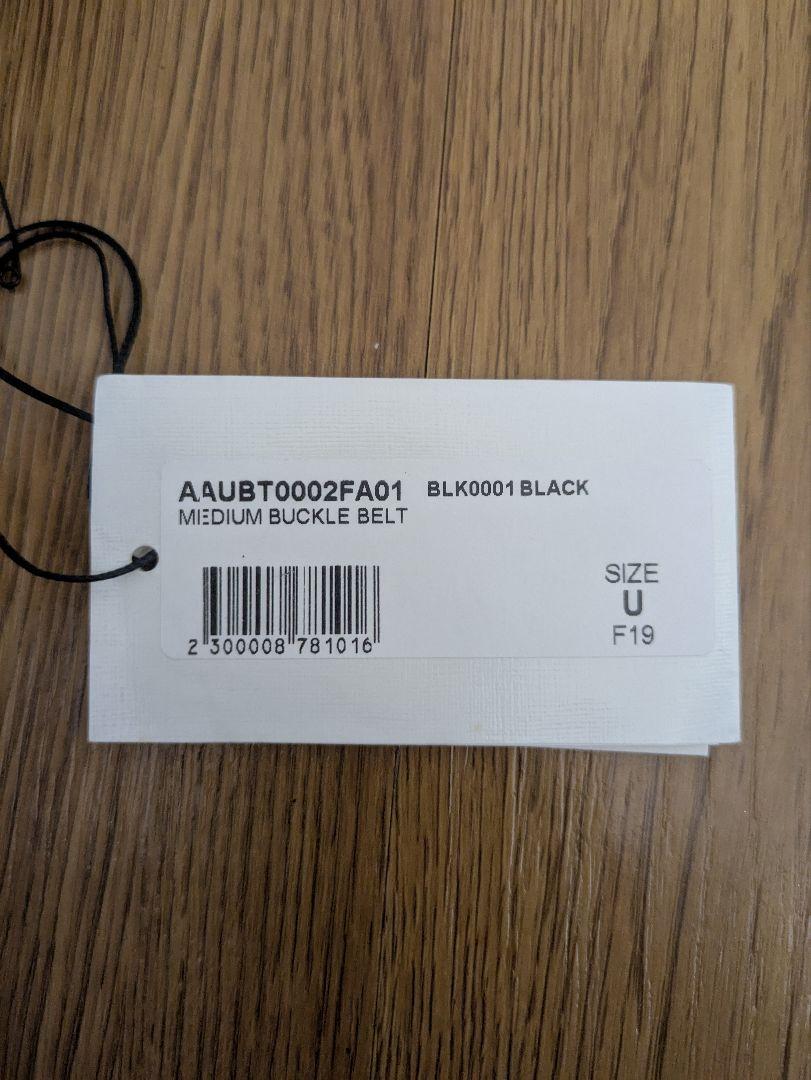 AAUBT0002FA01 BLK0001 BLACK
MEDIUM BUCKLE BELT
SIZE
U
F19
2 300008 781016